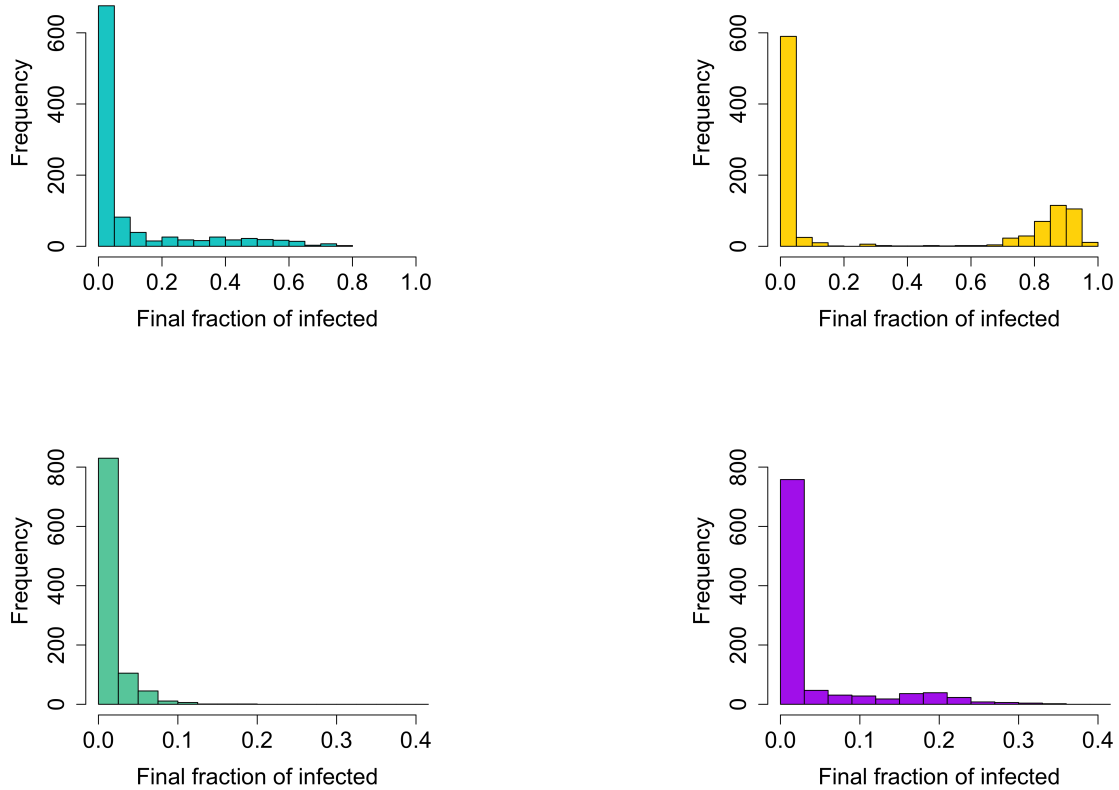 Frequency
0 200 400 600
0.0 0.2 0.4 0.6 0.8 1.0
Final fraction of infected
Frequency
0 200 400 600
0.0 0.2 0.4 0.6 0.8 1.0
Final fraction of infected
Frequency
0 200 400 600 800
0.0 0.1 0.2 0.3 0.4
Final fraction of infected
Frequency
0 200 400 600 800
0.0 0.1 0.2 0.3 0.4
Final fraction of infected